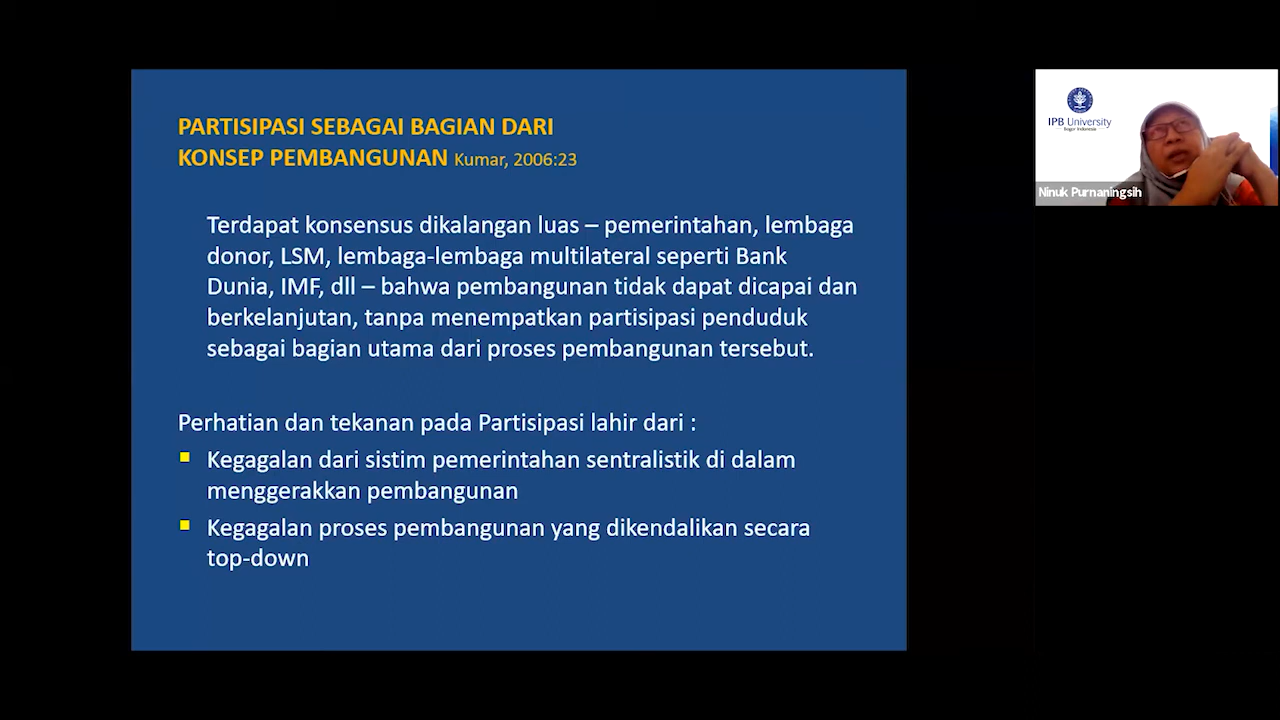 PARTISIPASI SEBAGAI BAGIAN DARI
KONSEP PEMBANGUNAN Kumar, 2006:23
Terdapat konsensus dikalangan luas – pemerintahan, lembaga
donor, LSM, lembaga-lembaga multilateral seperti Bank
Dunia, IMF, dll – bahwa pembangunan tidak dapat dicapai dan
berkelanjutan, tanpa menempatkan partisipasi penduduk
sebagai bagian utama dari proses pembangunan tersebut.
Perhatian dan tekanan pada Partisipasi lahir dari :
Kegagalan dari sistim pemerintahan sentralistik di dalam
menggerakkan pembangunan
Kegagalan proses pembangunan yang dikendalikan secara
top-down
IPB University
Bogor Indonesia
Ninuk Purnaningsih